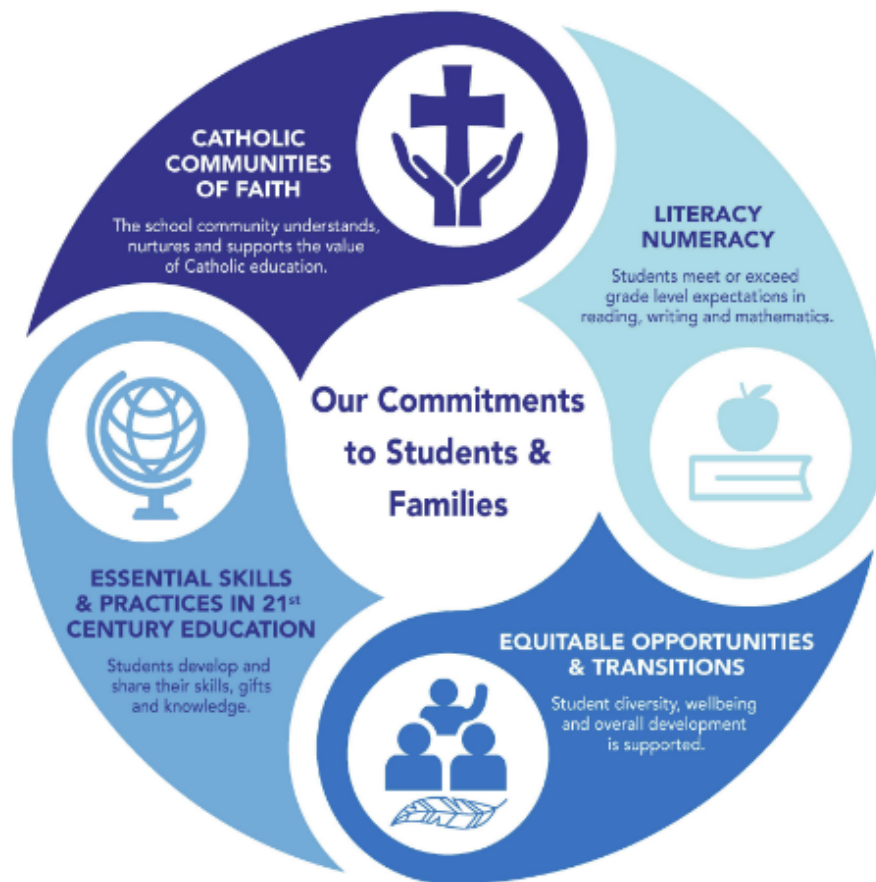 CATHOLIC
COMMUNITIES
OF FAITH
The school community understands,
nurtures and supports the value
of Catholic education.
LITERACY
NUMERACY
Students meet or exceed
grade level expectations in
reading, writing and mathematics.
Our Commitments
to Students &
Families
ESSENTIAL SKILLS
& PRACTICES IN 21st
CENTURY EDUCATION
Students develop and
share their skills, gifts
and knowledge.
EQUITABLE OPPORTUNITIES
& TRANSITIONS
Student diversity, wellbeing
and overall development
is supported.